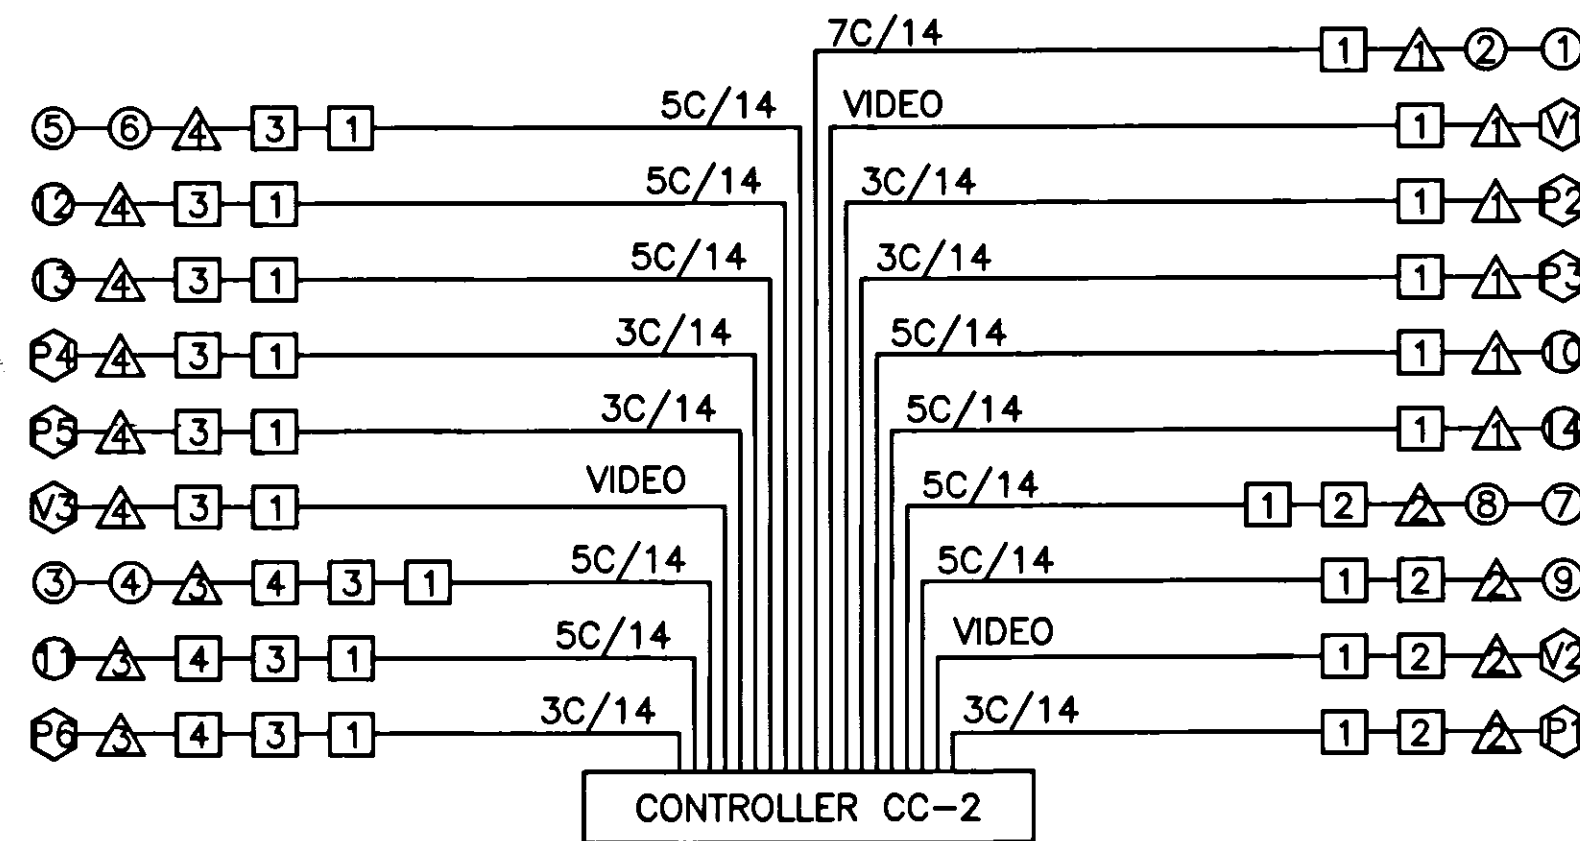 7C/14 1 1 2 1
5 6 4 3 1 5C/14 VIDEO 1 1 V1
12 4 3 1 5C/14 3C/14 1 1 P2
13 4 3 1 5C/14 3C/14 1 1 P3
P4 4 3 1 3C/14 5C/14 1 1 10
P5 4 3 1 3C/14 5C/14 1 1 14
V3 4 3 1 VIDEO 5C/14 1 2 2 8 7
3 4 3 4 3 1 5C/14 5C/14 1 2 2 9
11 3 4 3 1 5C/14 VIDEO 1 2 2 V2
P6 3 4 3 1 3C/14 3C/14 1 2 2 P1
CONTROLLER CC-2